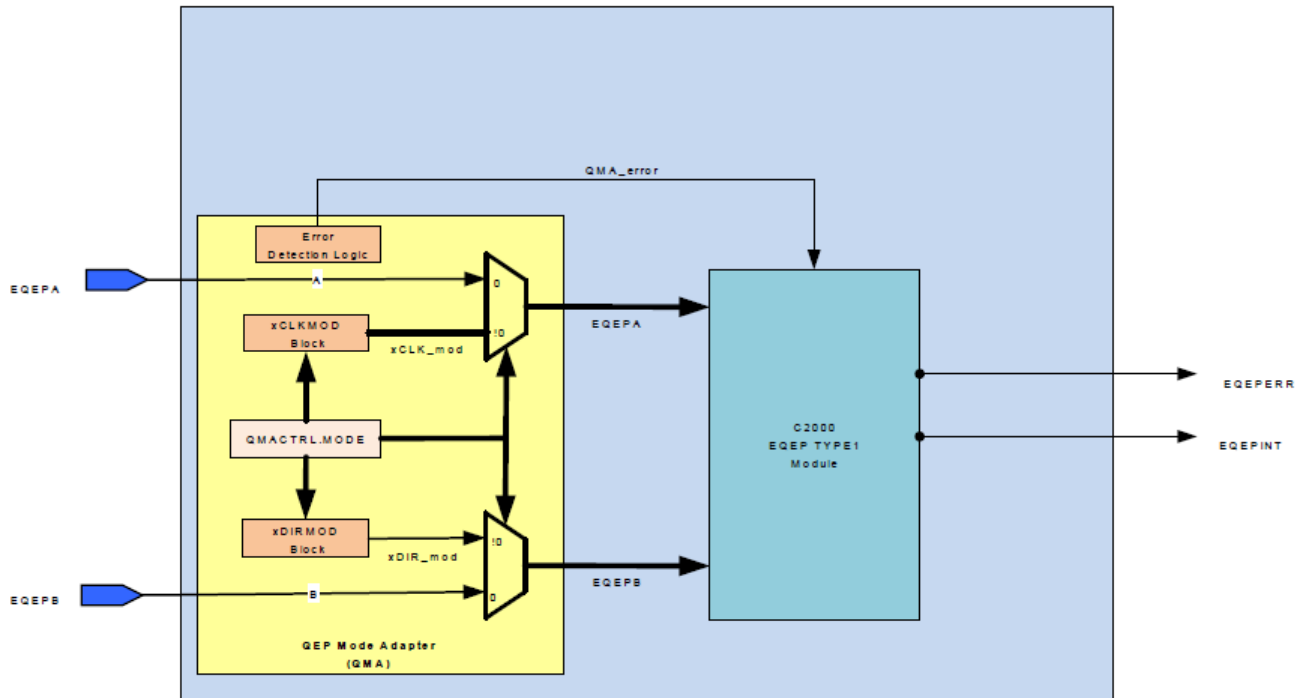 QMA_error
Error
Detection Logic
A
0
EQEPA
xCLKMOD
Block
!0
xCLK_mod
EQEPA
EQEPERR
QMACTRL.MODE
C2000
EQEP TYPE1
Module
EQEPINT
xDIRMOD
Block
!0
xDIR_mod
EQEPB
EQEPB
B
0
QEP Mode Adapter
(QMA)